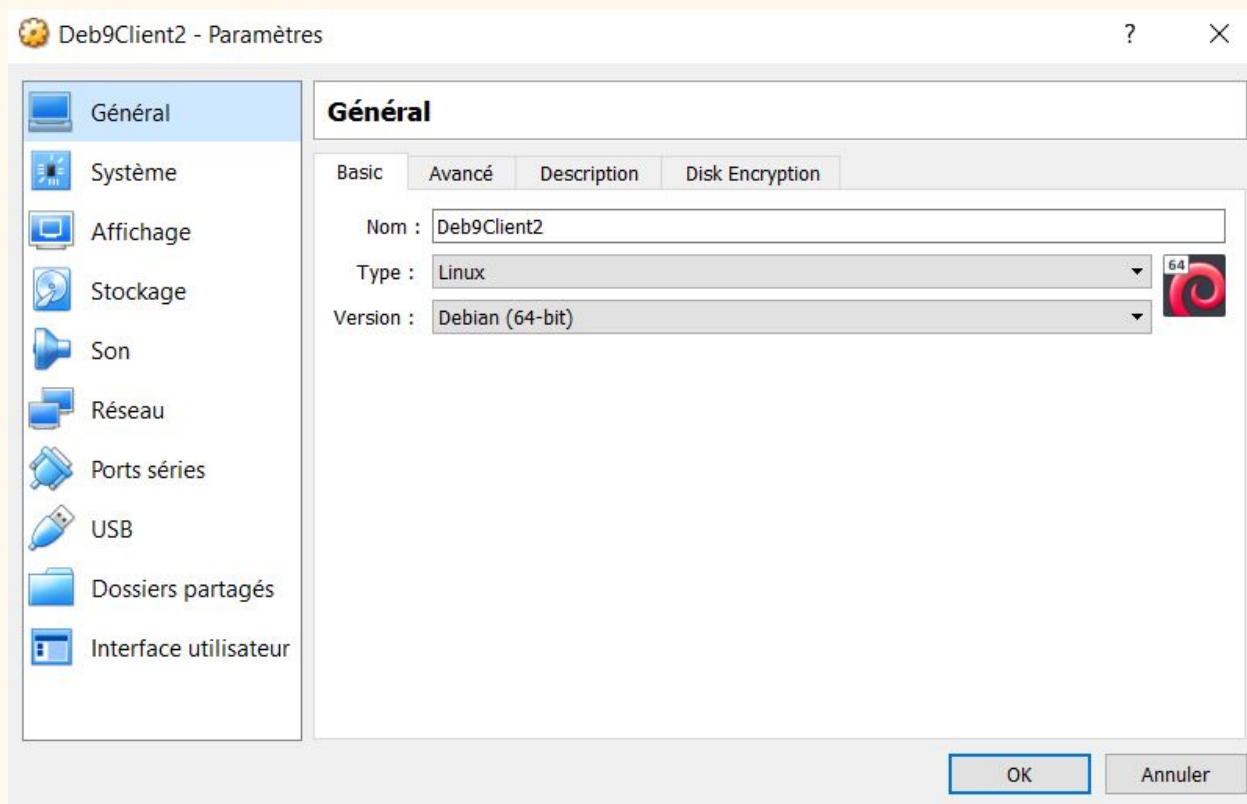 Deb9Client2 - Paramètres
?
Général
Système
Affichage
Stockage
Son
Réseau
Ports séries
USB
Dossiers partagés
Interface utilisateur
Général
Basic Avancé Description Disk Encryption
Nom : Deb9Client2
Type : Linux
64
Version : Debian (64-bit)
OK Annuler